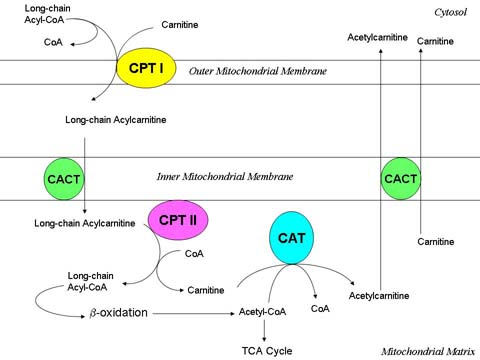 Long-chain
Acyl-CoA
Carnitine
Cytosol
CoA
Acetylcarnitine
Carnitine
CPT I
Outer Mitochondrial Membrane
Long-chain Acylcarnitine
CACT
Inner Mitochondrial Membrane
CACT
Long-chain Acylcarnitine
CPT II
CAT
Carnitine
CoA
Long-chain
Acyl-CoA
Carnitine
Acetylcarnitine
β-oxidation
Acetyl-CoA
CoA
TCA Cycle
Mitochondrial Matrix